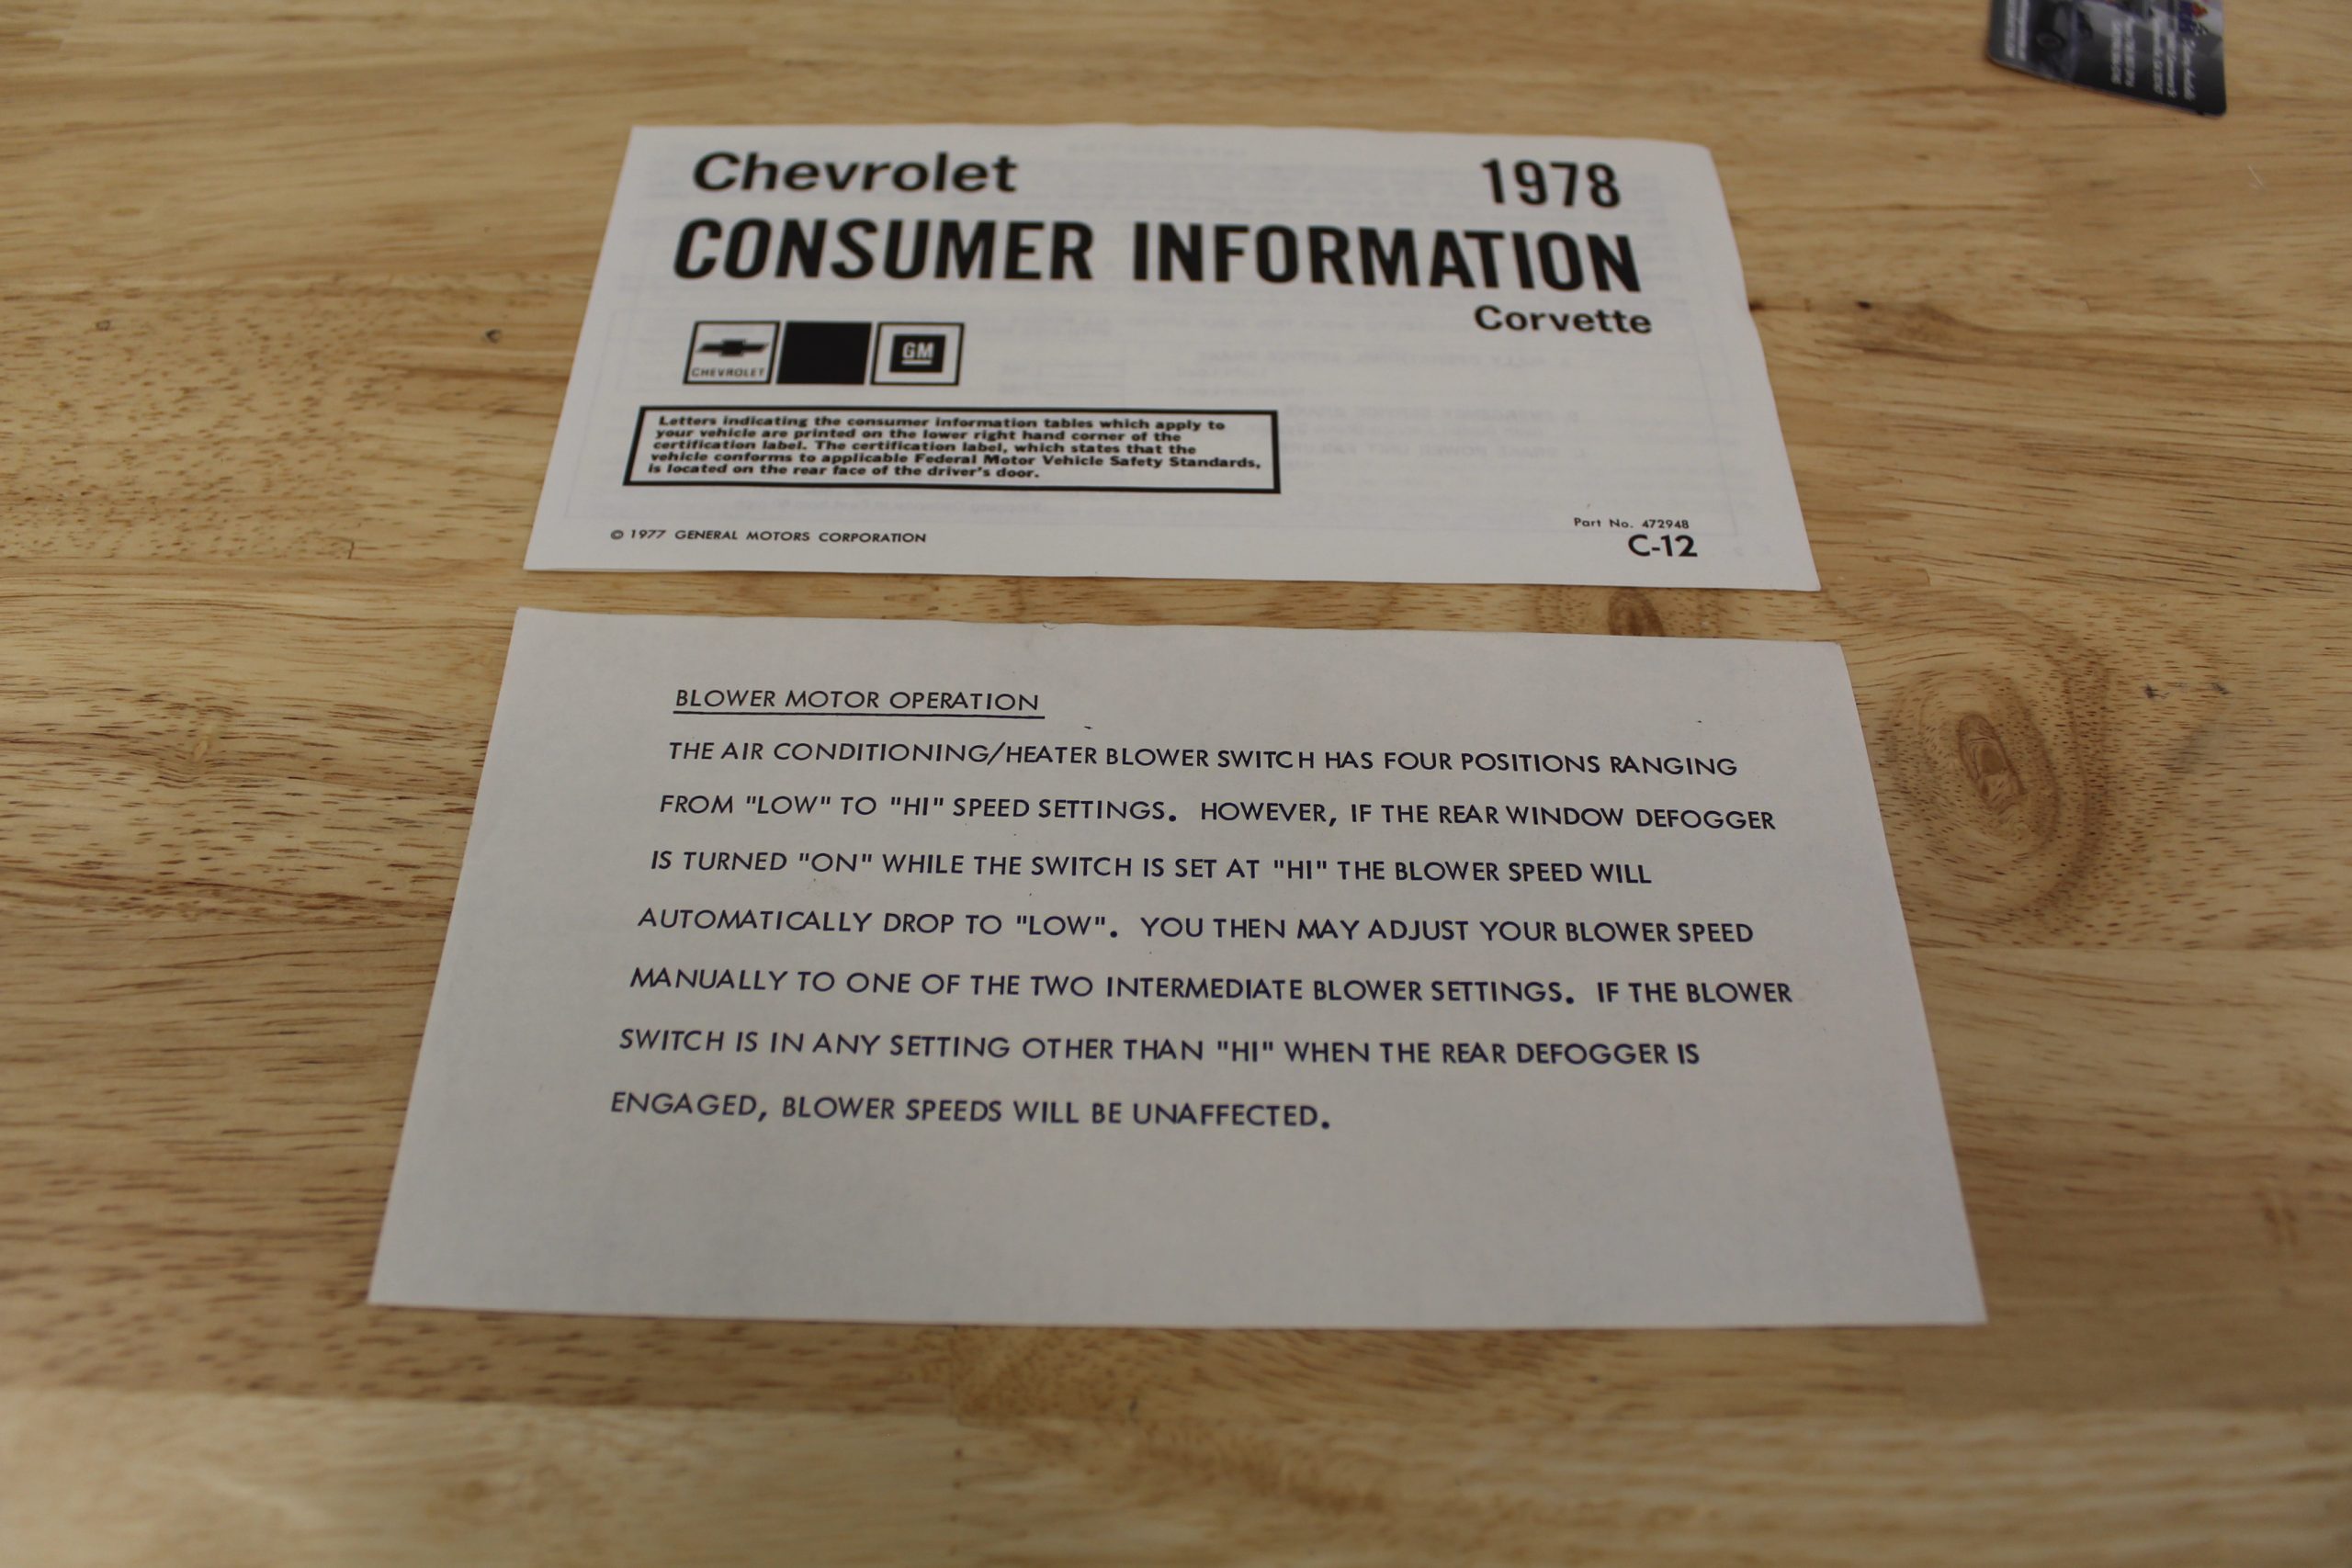 Chevrolet 1978
CONSUMER INFORMATION
Corvette
CHEVROLET GM
Letters indicating the consumer information tables which apply to
your vehicle are printed on the lower right hand corner of the
certification label. The certification label, which states that the
vehicle conforms to applicable Federal Motor Vehicle Safety Standards,
is located on the rear face of the driver's door.
Part No. 472948
© 1977 GENERAL MOTORS CORPORATION C-12
BLOWER MOTOR OPERATION
THE AIR CONDITIONING/HEATER BLOWER SWITCH HAS FOUR POSITIONS RANGING
FROM "LOW" TO "HI" SPEED SETTINGS. HOWEVER, IF THE REAR WINDOW DEFOGGER
IS TURNED "ON" WHILE THE SWITCH IS SET AT "HI" THE BLOWER SPEED WILL
AUTOMATICALLY DROP TO "LOW". YOU THEN MAY ADJUST YOUR BLOWER SPEED
MANUALLY TO ONE OF THE TWO INTERMEDIATE BLOWER SETTINGS. IF THE BLOWER
SWITCH IS IN ANY SETTING OTHER THAN "HI" WHEN THE REAR DEFOGGER IS
ENGAGED, BLOWER SPEEDS WILL BE UNAFFECTED.